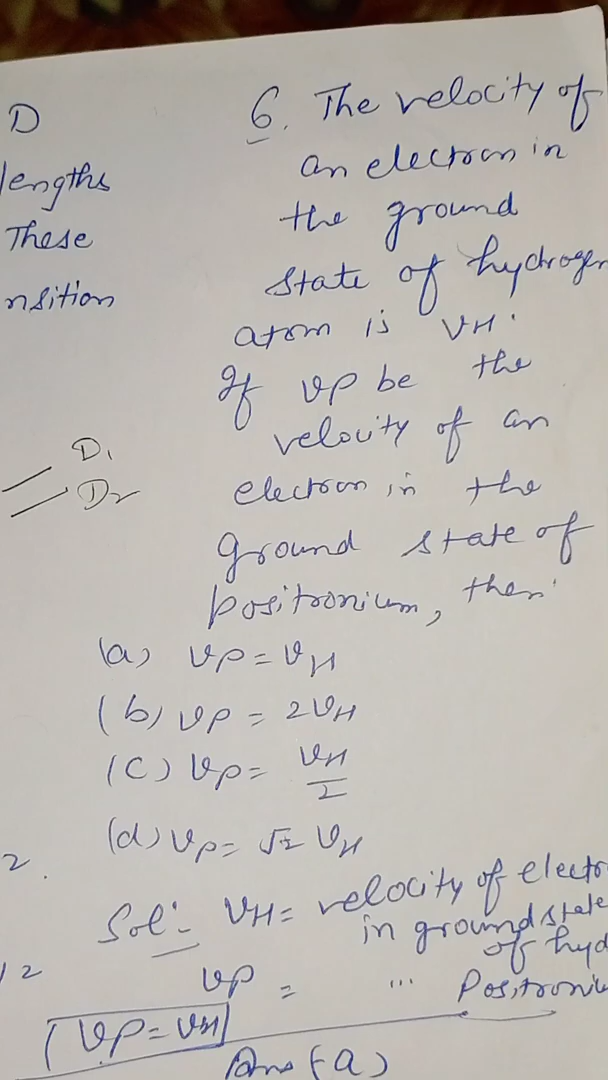 D
lengths
These
nsition
D1
D2
2.
12
6. The velocity of
an electron in
the ground
state of hydrogen
atom is VH.
If VP be the
velocity of an
electron in the
ground state of
positronium, then
(a) VP = VH
(b) VP = 2VH
(c) VP = VH/2
(d) VP = √2 VH
Sol:- VH = velocity of electro
in ground state
of hyd
VP = ... Positroniu
VP = VH
Ans (a)